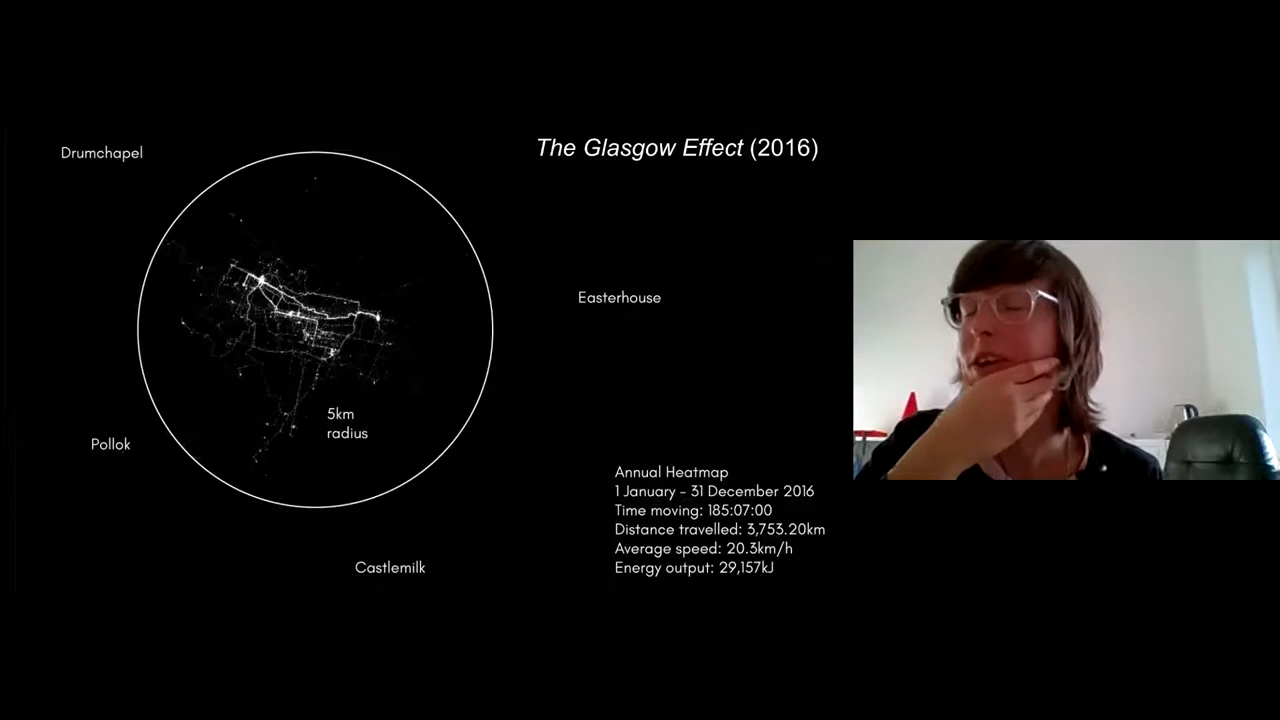 The Glasgow Effect (2016)
Drumchapel
Easterhouse
5km
radius
Pollok
Annual Heatmap
1 January - 31 December 2016
Time moving: 185:07:00
Distance travelled: 3,753.20km
Average speed: 20.3km/h
Energy output: 29,157kJ
Castlemilk